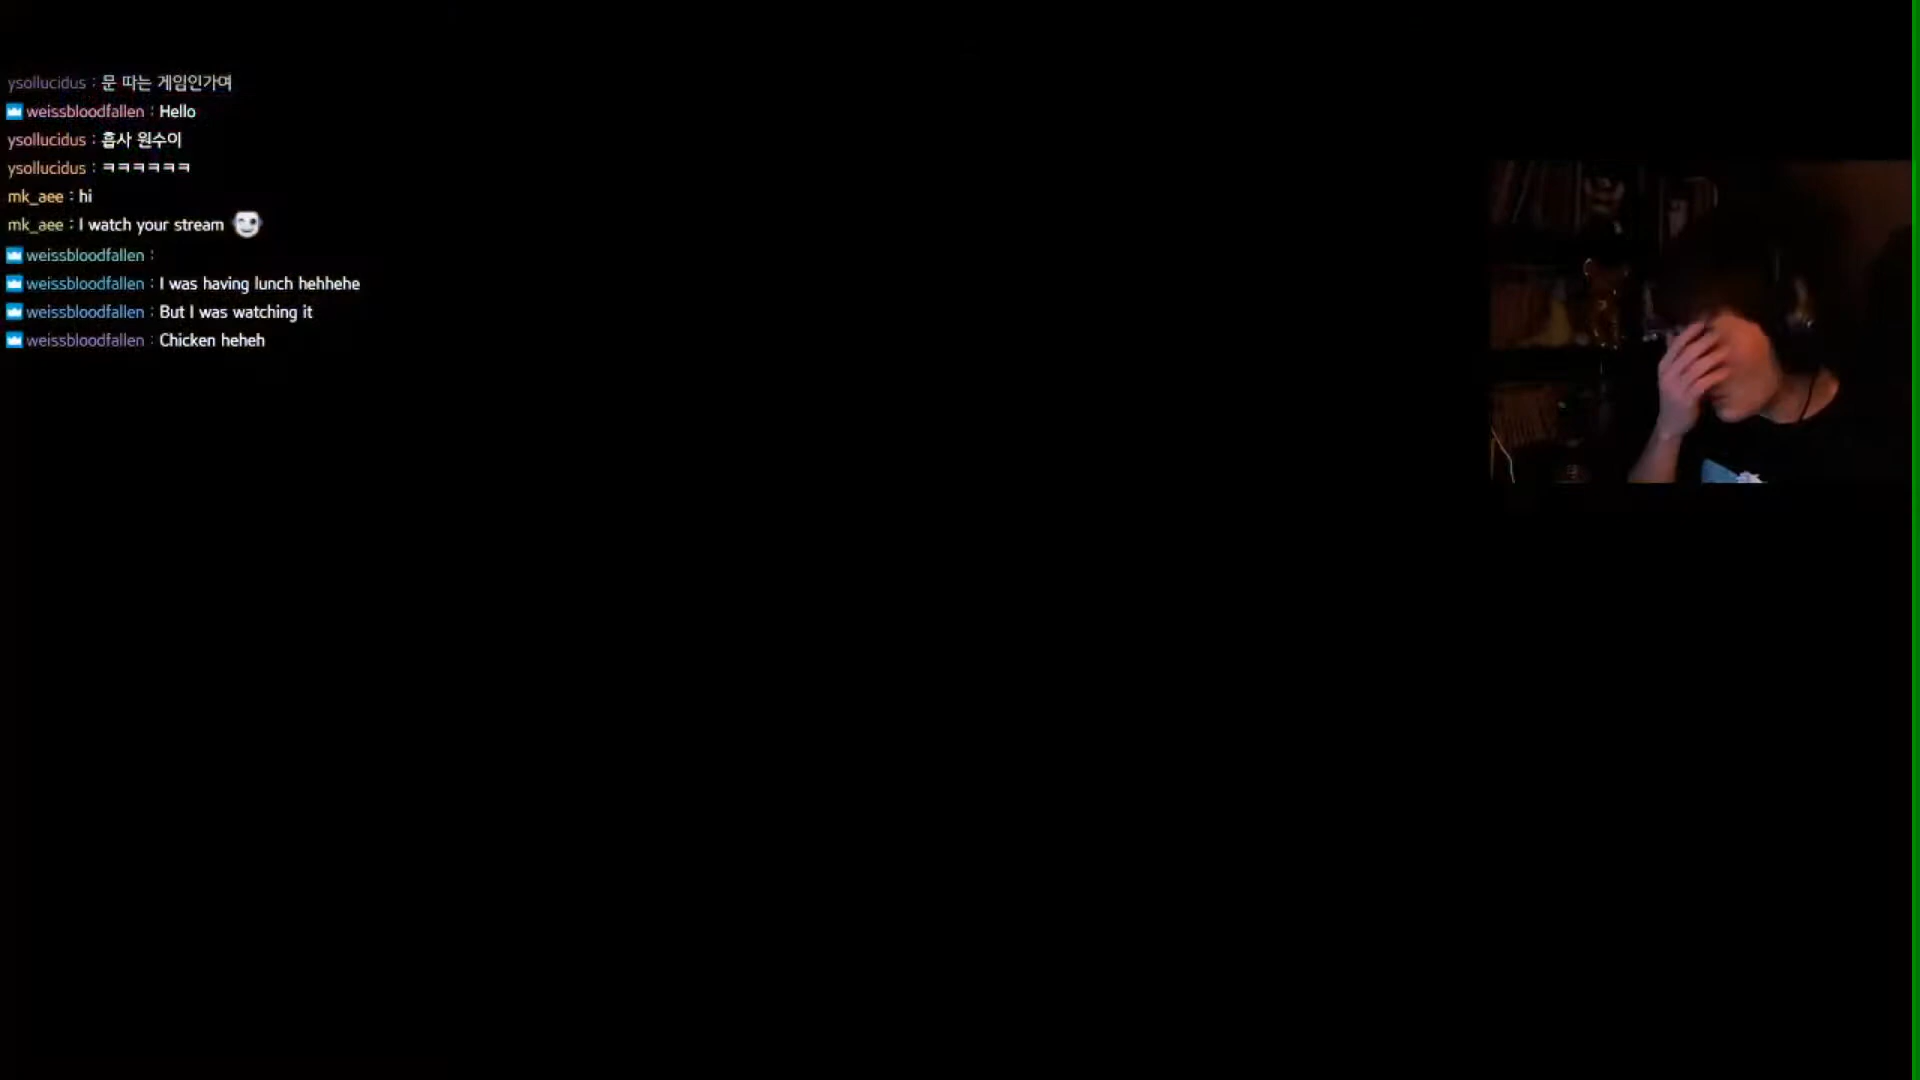 ysollucidus : 문 따는 게임인가여
weissbloodfallen : Hello
ysollucidus : 흡사 원수이
ysollucidus : ㅋㅋㅋㅋㅋㅋ
mk_aee : hi
mk_aee : I watch your stream
weissbloodfallen :
weissbloodfallen : I was having lunch hehhehe
weissbloodfallen : But I was watching it
weissbloodfallen : Chicken heheh